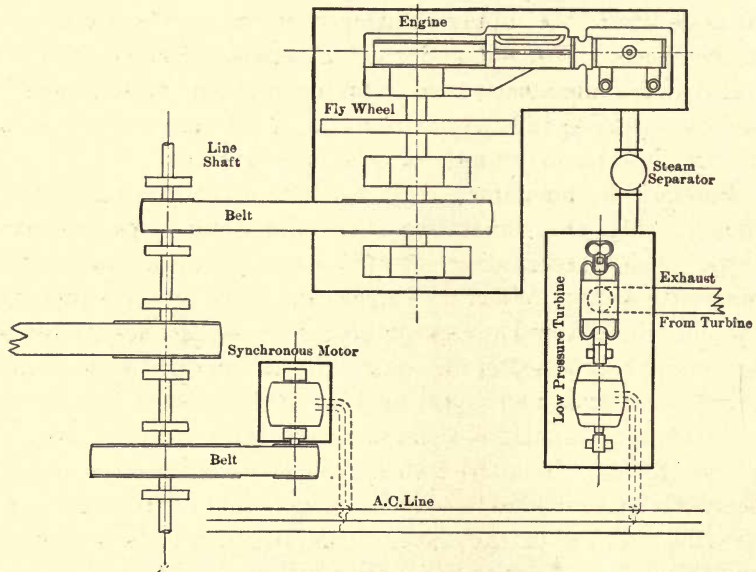 Engine
Fly Wheel
Line
Shaft
Steam
Separator
Belt
Exhaust
From Turbine
Low Pressure Turbine
Synchronous Motor
Belt
A.C. Line